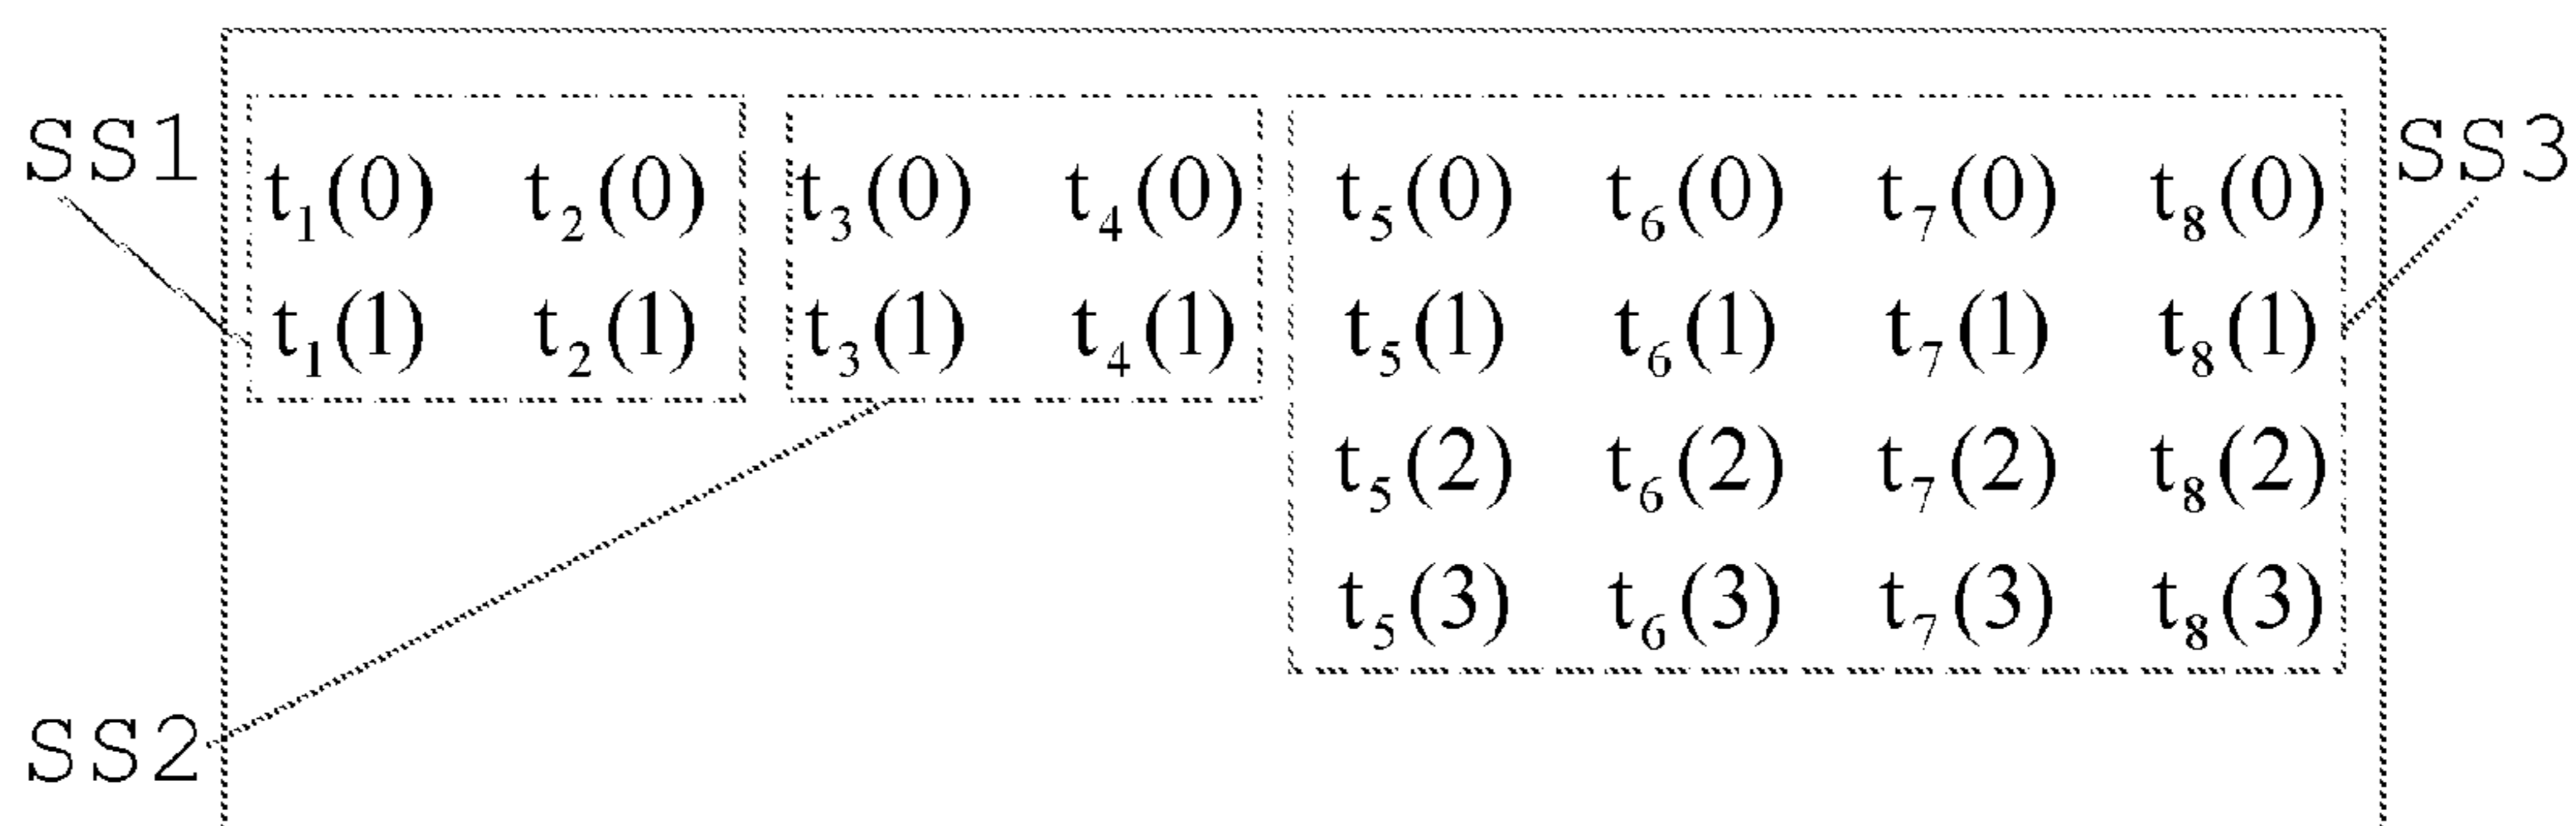 SS1 t₁(0) t₂(0) t₃(0) t₄(0) t₅(0) t₆(0) t₇(0) t₈(0) SS3
t₁(1) t₂(1) t₃(1) t₄(1) t₅(1) t₆(1) t₇(1) t₈(1)
t₅(2) t₆(2) t₇(2) t₈(2)
t₅(3) t₆(3) t₇(3) t₈(3)
SS2